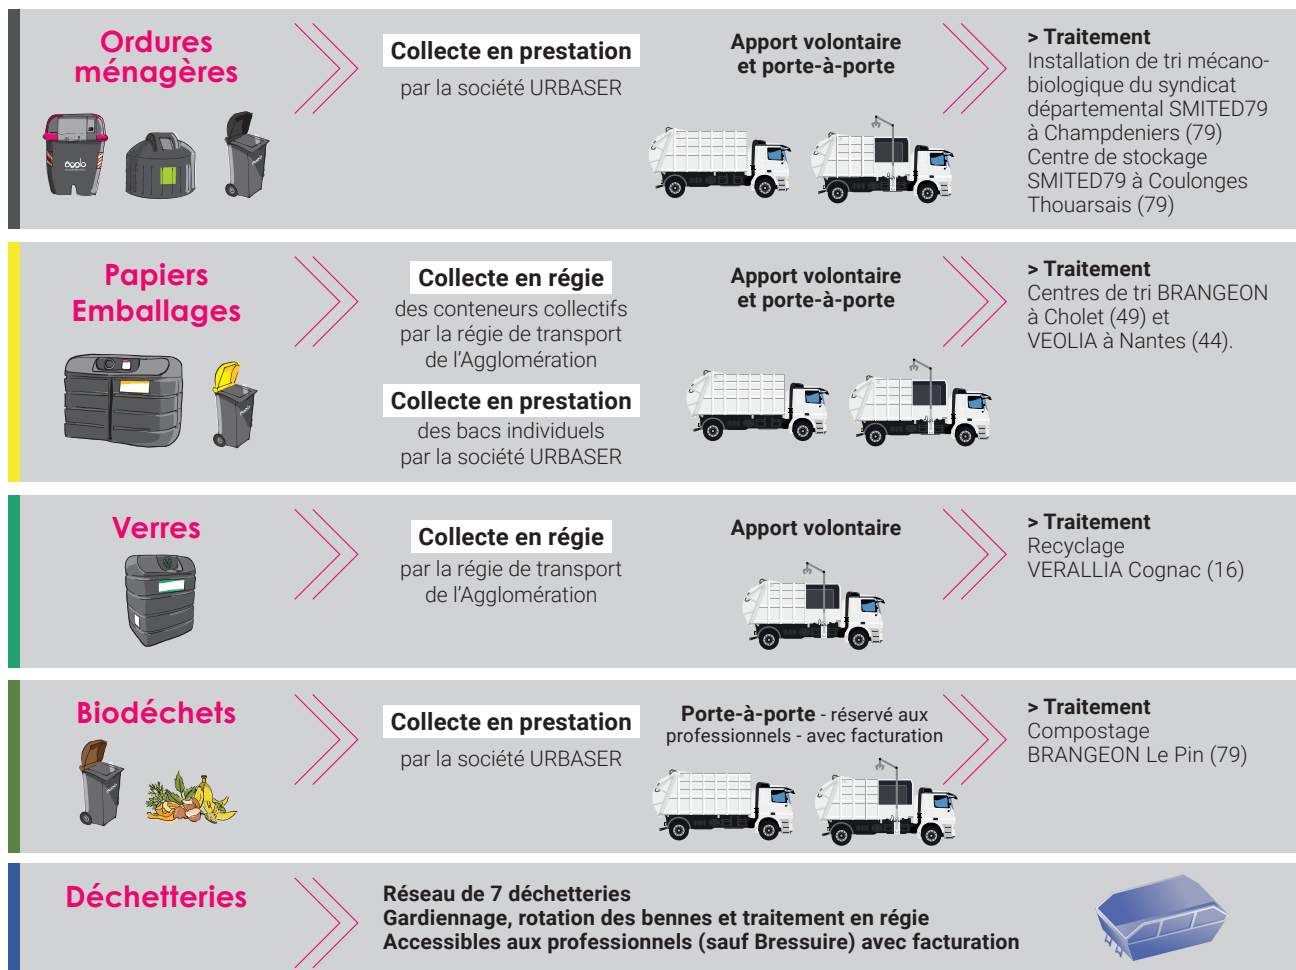 Ordures
ménagères
Collecte en prestation
par la société URBASER
Apport volontaire
et porte-à-porte
> Traitement
Installation de tri mécano-
biologique du syndicat
départemental SMITED79
à Champdeniers (79)
Centre de stockage
SMITED79 à Coulonges
Thouarsais (79)
Papiers
Emballages
Collecte en régie
des conteneurs collectifs
par la régie de transport
de l’Agglomération
Collecte en prestation
des bacs individuels
par la société URBASER
Apport volontaire
et porte-à-porte
> Traitement
Centres de tri BRANGEON
à Cholet (49) et
VEOLIA à Nantes (44).
Verres
Collecte en régie
par la régie de transport
de l’Agglomération
Apport volontaire
> Traitement
Recyclage
VERALLIA Cognac (16)
Biodéchets
Collecte en prestation
par la société URBASER
Porte-à-porte - réservé aux
professionnels - avec facturation
> Traitement
Compostage
BRANGEON Le Pin (79)
Déchetteries
Réseau de 7 déchetteries
Gardiennage, rotation des bennes et traitement en régie
Accessibles aux professionnels (sauf Bressuire) avec facturation